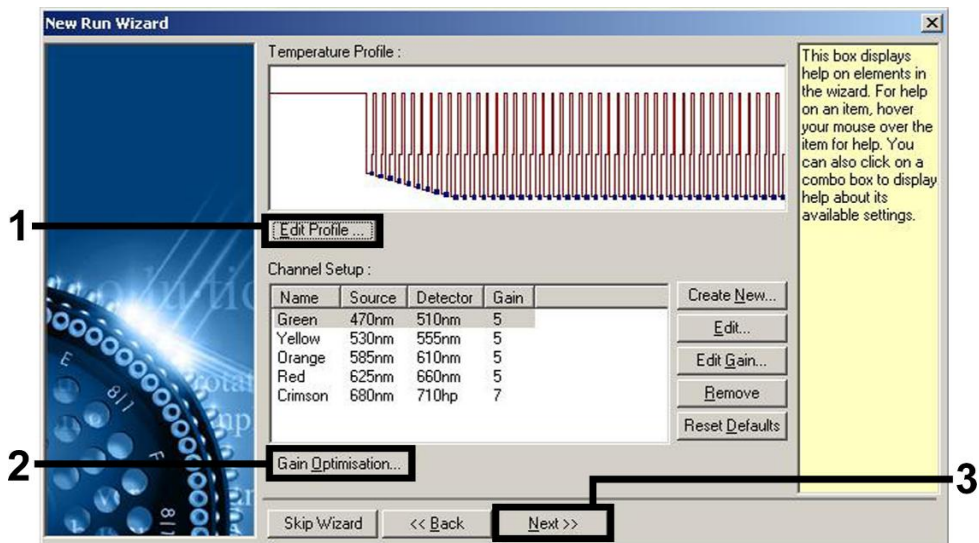 New Run Wizard
Temperature Profile :
This box displays
help on elements in
the wizard. For help
on an item, hover
your mouse over the
item for help. You
can also click on a
combo box to display
help about its
available settings.
1
Edit Profile ...
Channel Setup :
Name Source Detector Gain
Green 470nm 510nm 5
Yellow 530nm 555nm 5
Orange 585nm 610nm 5
Red 625nm 660nm 5
Crimson 680nm 710hp 7
Create New...
Edit...
Edit Gain...
Remove
Reset Defaults
2
Gain Optimisation...
3
Skip Wizard
<< Back
Next >>